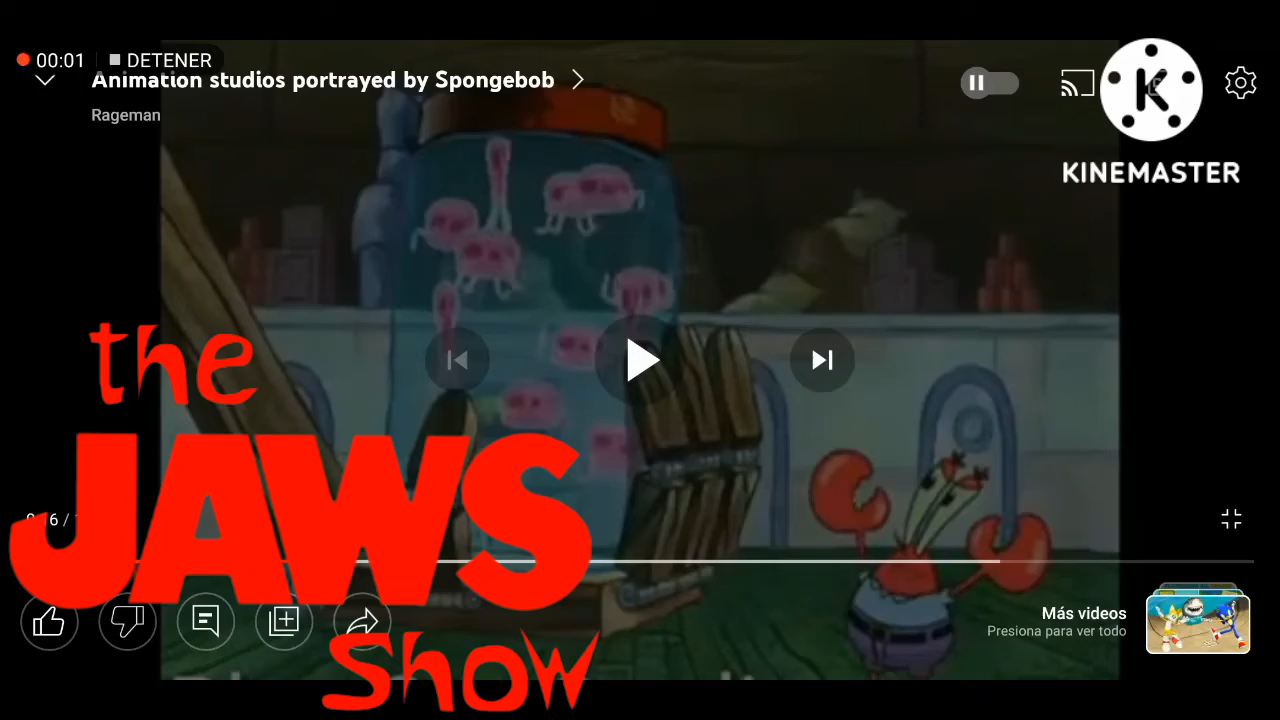 00:01 DETENER
Animation studios portrayed by Spongebob
Rageman
K
KINEMASTER
the
JAWS
Show
Más videos
Presiona para ver todo